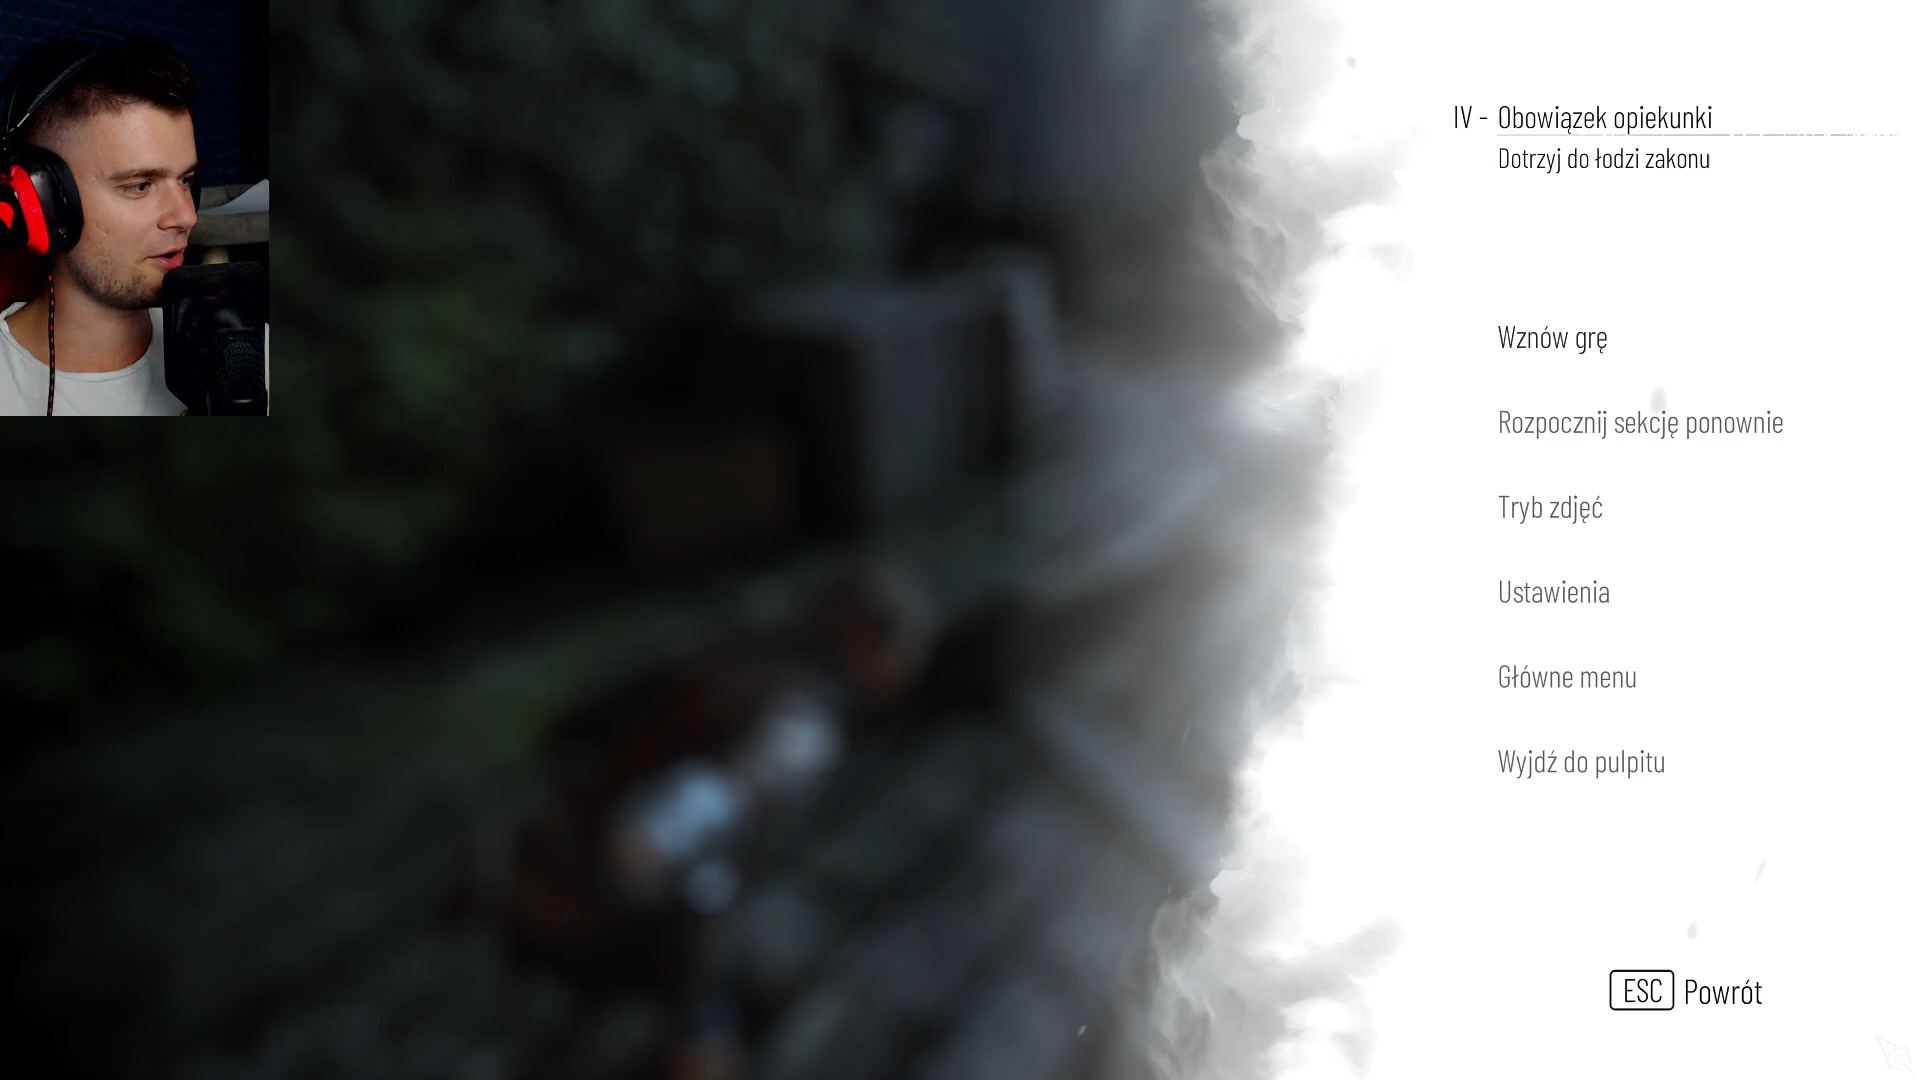 IV - Obowiązek opiekunki
Dotrzyj do łodzi zakonu
Wznów grę
Rozpocznij sekcję ponownie
Tryb zdjęć
Ustawienia
Główne menu
Wyjdź do pulpitu
ESC Powrót